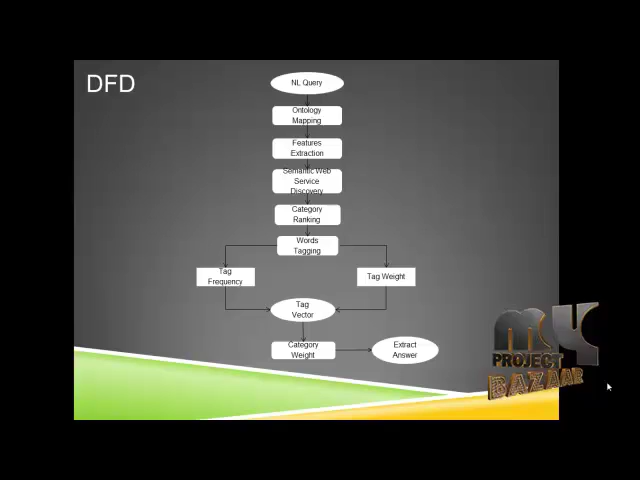 DFD
NL Query
Ontology
Mapping
Features
Extraction
Semantic Web
Service
Discovery
Category
Ranking
Words
Tagging
Tag
Frequency
Tag Weight
Tag
Vector
Category
Weight
Extract
Answer
MY
PROJECT
BAZAAR